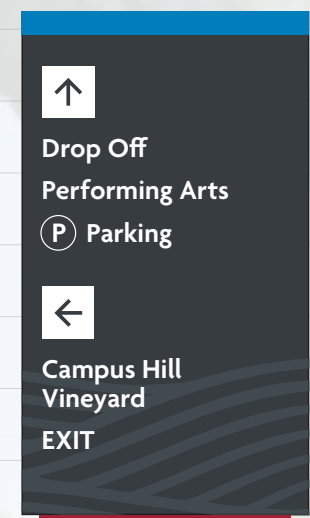 Drop Off
Performing Arts
P Parking
Campus Hill
Vineyard
EXIT